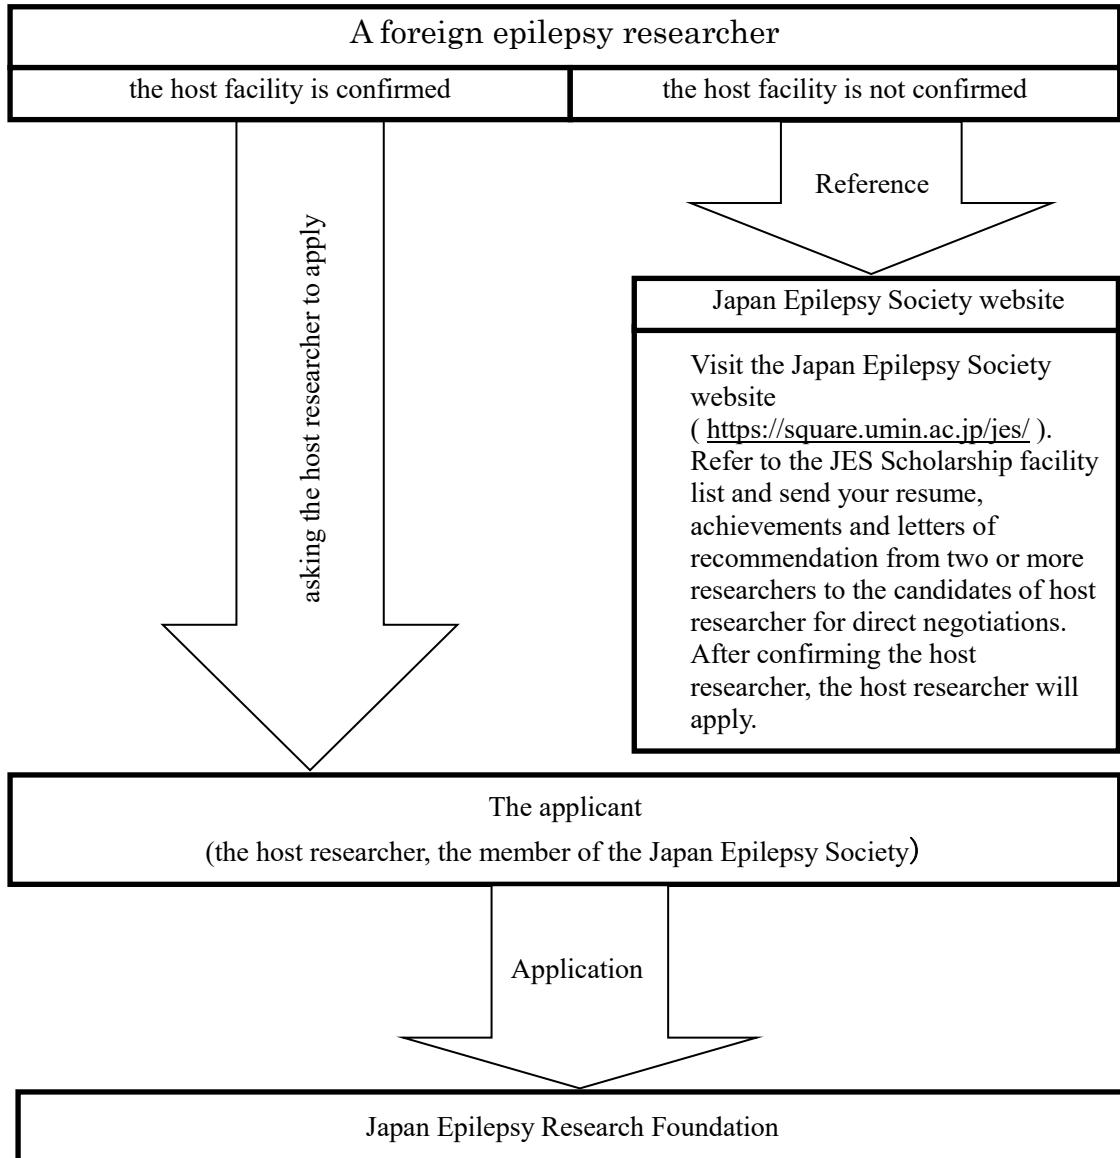 A foreign epilepsy researcher
the host facility is confirmed
the host facility is not confirmed
asking the host researcher to apply
Reference
Japan Epilepsy Society website
Visit the Japan Epilepsy Society
website
( https://square.umin.ac.jp/jes/ ).
Refer to the JES Scholarship facility
list and send your resume,
achievements and letters of
recommendation from two or more
researchers to the candidates of host
researcher for direct negotiations.
After confirming the host
researcher, the host researcher will
apply.
The applicant
(the host researcher, the member of the Japan Epilepsy Society)
Application
Japan Epilepsy Research Foundation